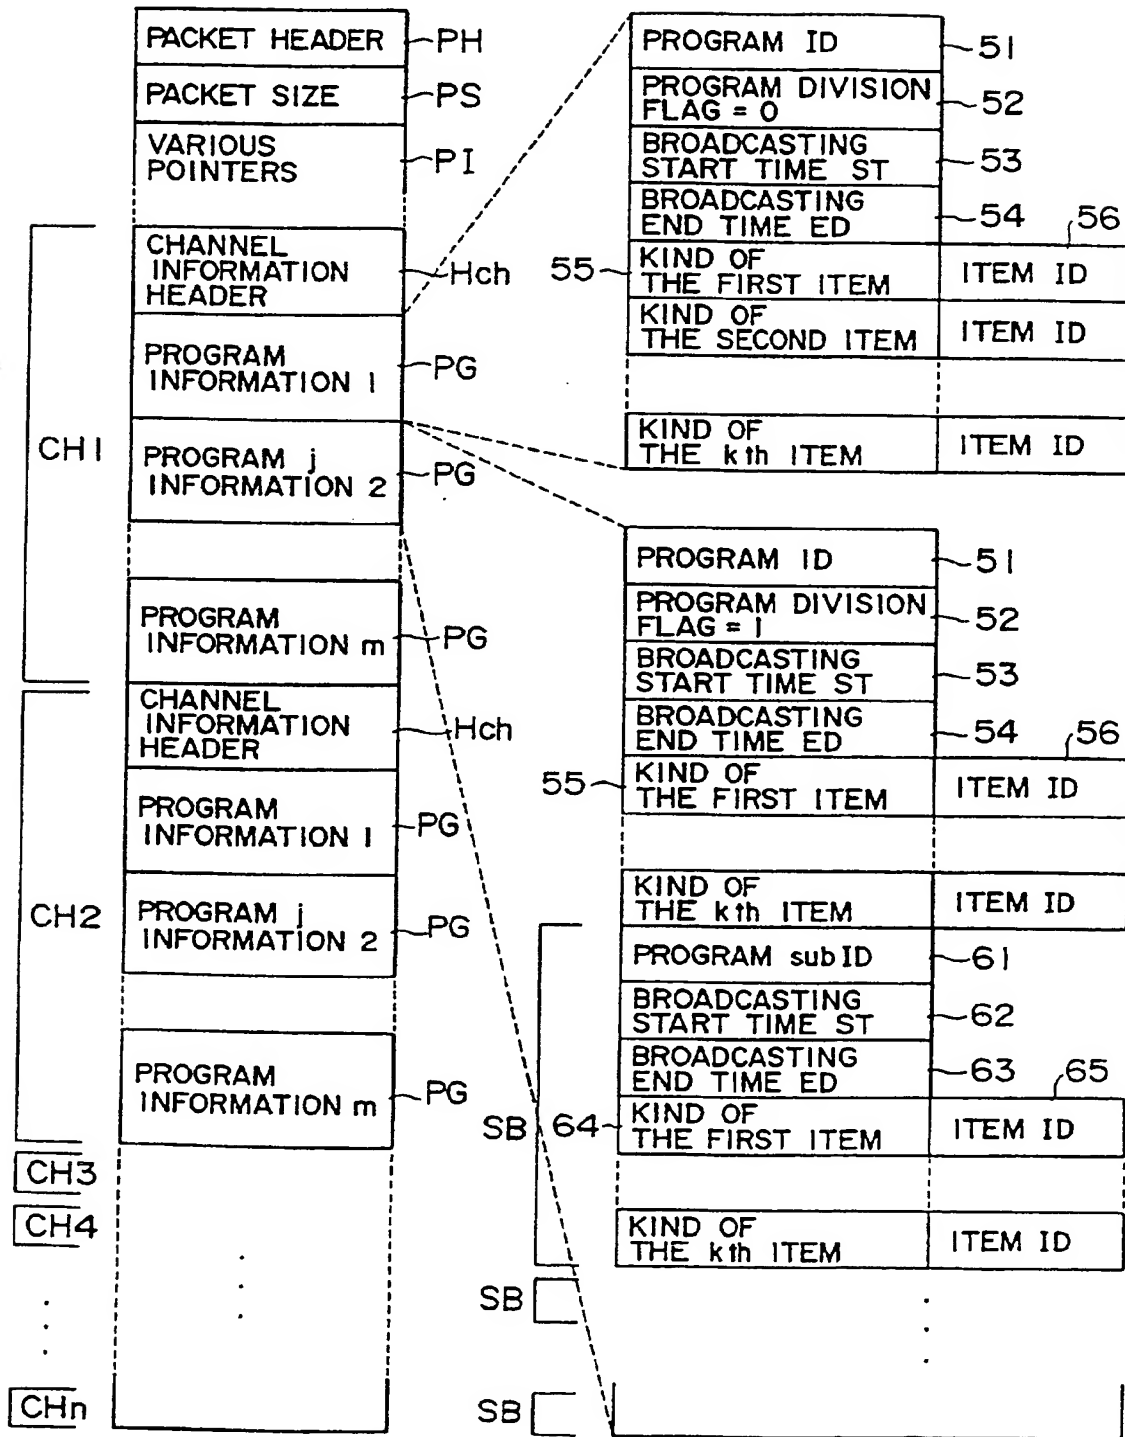 PACKET HEADER
PH
PACKET SIZE
PS
VARIOUS
POINTERS
PI
CH1
CHANNEL
INFORMATION
HEADER
Hch
PROGRAM
INFORMATION 1
PG
PROGRAM j
INFORMATION 2
PG
PROGRAM
INFORMATION m
PG
CH2
CHANNEL
INFORMATION
HEADER
Hch
PROGRAM
INFORMATION 1
PG
PROGRAM j
INFORMATION 2
PG
PROGRAM
INFORMATION m
PG
CH3
CH4
CHn
PROGRAM ID
51
PROGRAM DIVISION
FLAG = 0
52
BROADCASTING
START TIME ST
53
BROADCASTING
END TIME ED
54
56
55
KIND OF
THE FIRST ITEM
ITEM ID
KIND OF
THE SECOND ITEM
ITEM ID
KIND OF
THE kth ITEM
ITEM ID
PROGRAM ID
51
PROGRAM DIVISION
FLAG = 1
52
BROADCASTING
START TIME ST
53
BROADCASTING
END TIME ED
54
56
55
KIND OF
THE FIRST ITEM
ITEM ID
KIND OF
THE kth ITEM
ITEM ID
SB
PROGRAM subID
61
BROADCASTING
START TIME ST
62
BROADCASTING
END TIME ED
63
65
64
KIND OF
THE FIRST ITEM
ITEM ID
KIND OF
THE kth ITEM
ITEM ID
SB
SB